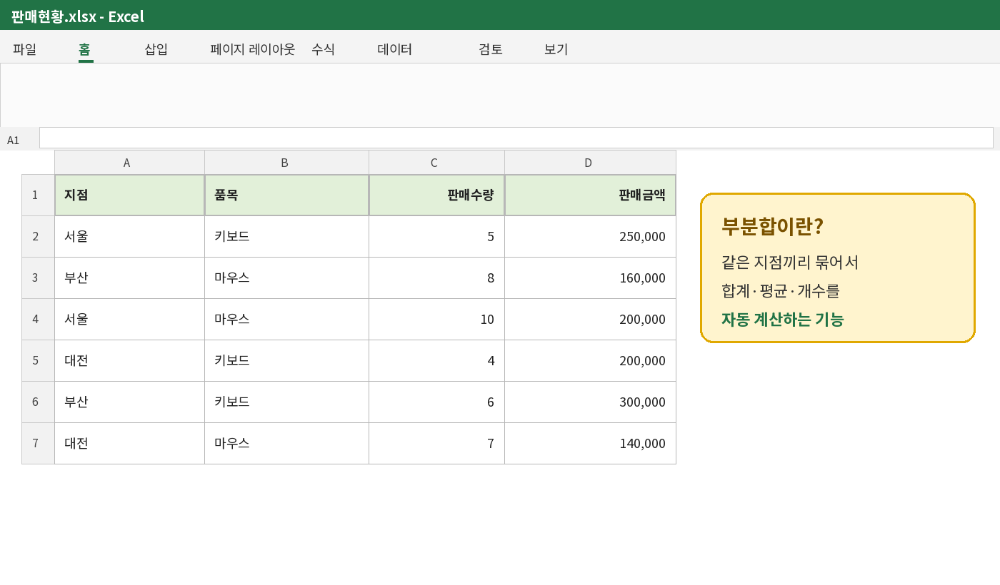 판매현황.xlsx - Excel
파일 홈 삽입 페이지 레이아웃 수식 데이터 검토 보기
A1
A B C D
1 지점 품목 판매수량 판매금액
2 서울 키보드 5 250,000
3 부산 마우스 8 160,000
4 서울 마우스 10 200,000
5 대전 키보드 4 200,000
6 부산 키보드 6 300,000
7 대전 마우스 7 140,000
부분합이란?
같은 지점끼리 묶어서
합계·평균·개수를
자동 계산하는 기능